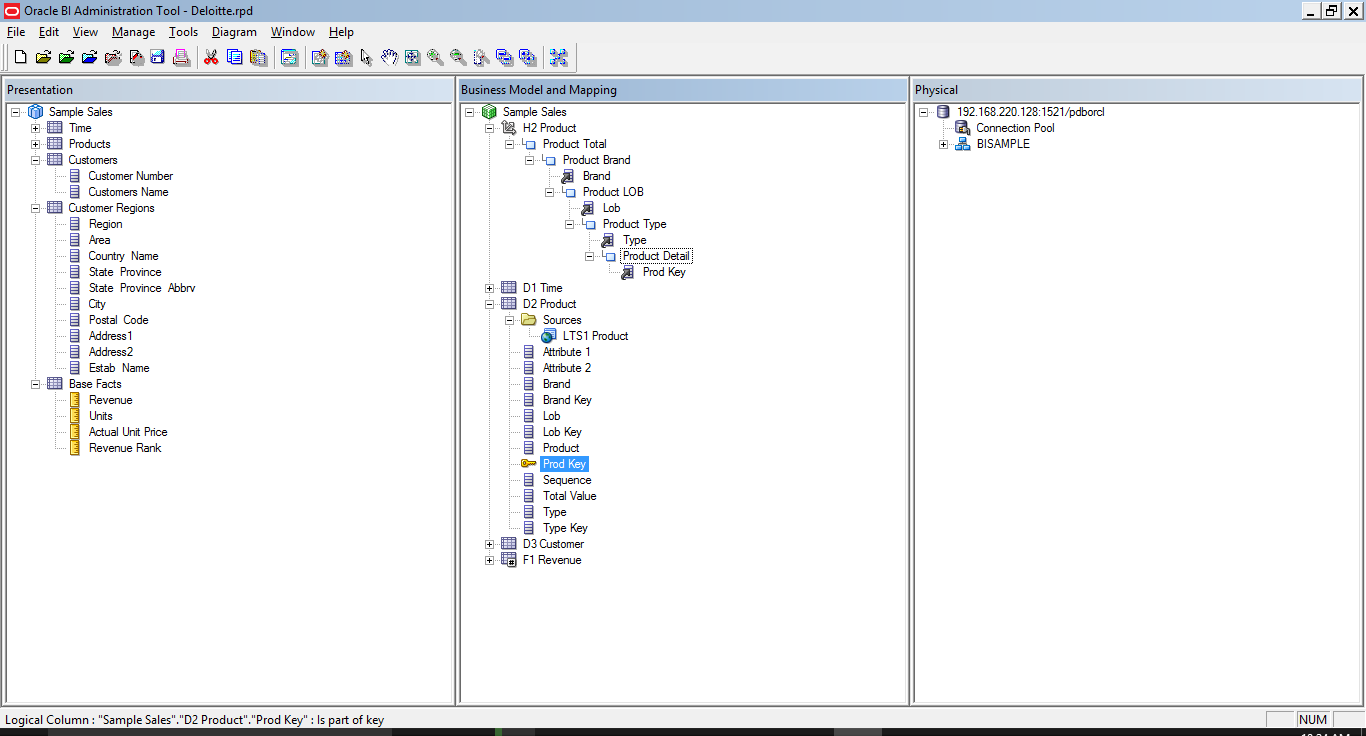 Oracle BI Administration Tool - Deloitte.rpd
File Edit View Manage Tools Diagram Window Help
Presentation
Sample Sales
Time
Products
Customers
Customer Number
Customers Name
Customer Regions
Region
Area
Country Name
State Province
State Province Abbrv
City
Postal Code
Address1
Address2
Estab Name
Base Facts
Revenue
Units
Actual Unit Price
Revenue Rank
Business Model and Mapping
Sample Sales
H2 Product
Product Total
Product Brand
Brand
Product LOB
Lob
Product Type
Type
Product Detail
Prod Key
D1 Time
D2 Product
Sources
LTS1 Product
Attribute 1
Attribute 2
Brand
Brand Key
Lob
Lob Key
Product
Prod Key
Sequence
Total Value
Type
Type Key
D3 Customer
F1 Revenue
Physical
192.168.220.128:1521/pdborcl
Connection Pool
BISAMPLE
Logical Column : "Sample Sales"."D2 Product"."Prod Key" : Is part of key
NUM